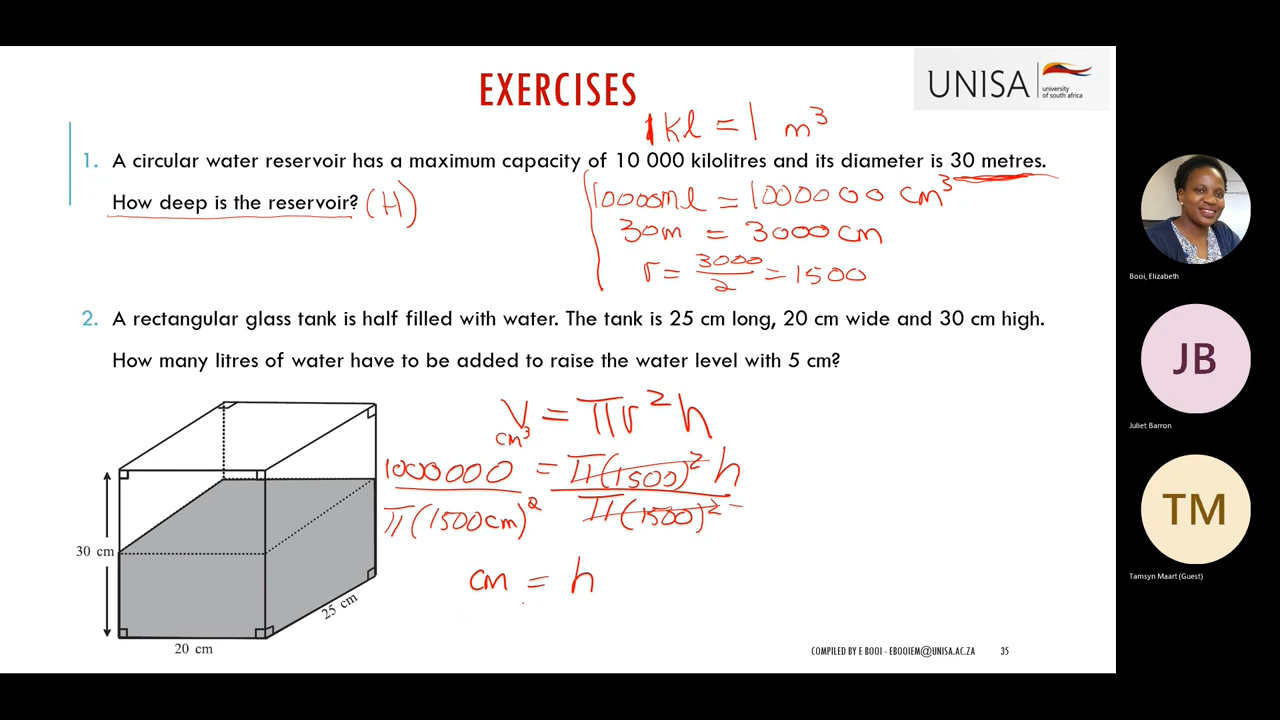 EXERCISES
UNISA
university
of south africa
1kl = 1 m³
1. A circular water reservoir has a maximum capacity of 10 000 kilolitres and its diameter is 30 metres.
How deep is the reservoir? (H)
10000ml = 1000000 cm³
30m = 3000cm
r = 3000/2 = 1500
2. A rectangular glass tank is half filled with water. The tank is 25 cm long, 20 cm wide and 30 cm high.
How many litres of water have to be added to raise the water level with 5 cm?
V = πr²h
cm³
1000000 = π(1500)²h
π(1500cm)² π(1500)²
cm = h
30 cm
25 cm
20 cm
COMPILED BY E BOOI - EBOOIEM@UNISA.AC.ZA 35
Booi, Elizabeth
JB
Juliet Barron
TM
Tamsyn Maart (Guest)